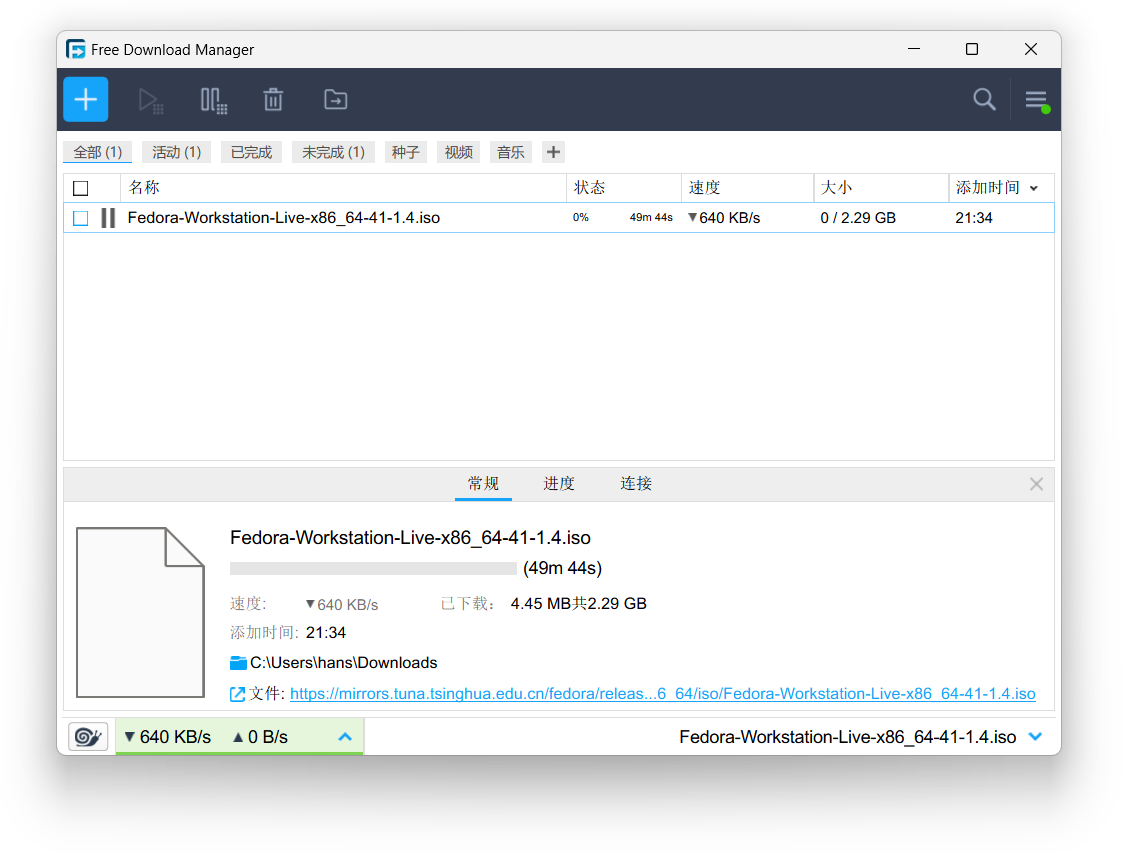 Free Download Manager
全部 (1) 活动 (1) 已完成 未完成 (1) 种子 视频 音乐
名称 状态 速度 大小 添加时间
Fedora-Workstation-Live-x86_64-41-1.4.iso 0% 49m 44s 640 KB/s 0 / 2.29 GB 21:34
常规 进度 连接
Fedora-Workstation-Live-x86_64-41-1.4.iso
(49m 44s)
速度: 640 KB/s 已下载: 4.45 MB共2.29 GB
添加时间: 21:34
C:\Users\hans\Downloads
文件: https://mirrors.tuna.tsinghua.edu.cn/fedora/releas...6_64/iso/Fedora-Workstation-Live-x86_64-41-1.4.iso
640 KB/s 0 B/s Fedora-Workstation-Live-x86_64-41-1.4.iso